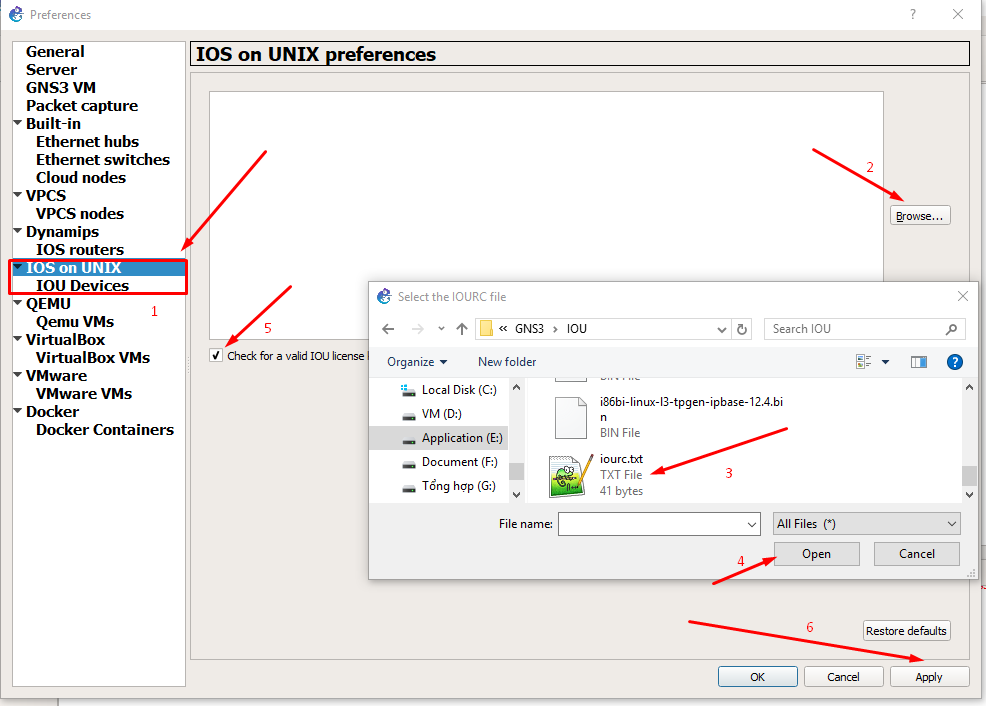 Preferences
?
General
Server
GNS3 VM
Packet capture
Built-in
Ethernet hubs
Ethernet switches
Cloud nodes
VPCS
VPCS nodes
Dynamips
IOS routers
IOS on UNIX
IOU Devices
QEMU
Qemu VMs
VirtualBox
VirtualBox VMs
VMware
VMware VMs
Docker
Docker Containers
1
IOS on UNIX preferences
2
Browse...
5
Check for a valid IOU license
Select the IOURC file
« GNS3 › IOU
Search IOU
Organize
New folder
?
Local Disk (C:)
VM (D:)
Application (E:)
Document (F:)
Tổng hợp (G:)
BIN File
i86bi-linux-l3-tpgen-ipbase-12.4.bi
n
BIN File
iourc.txt
TXT File
41 bytes
3
File name:
All Files (*)
4
Open
Cancel
6
Restore defaults
OK
Cancel
Apply